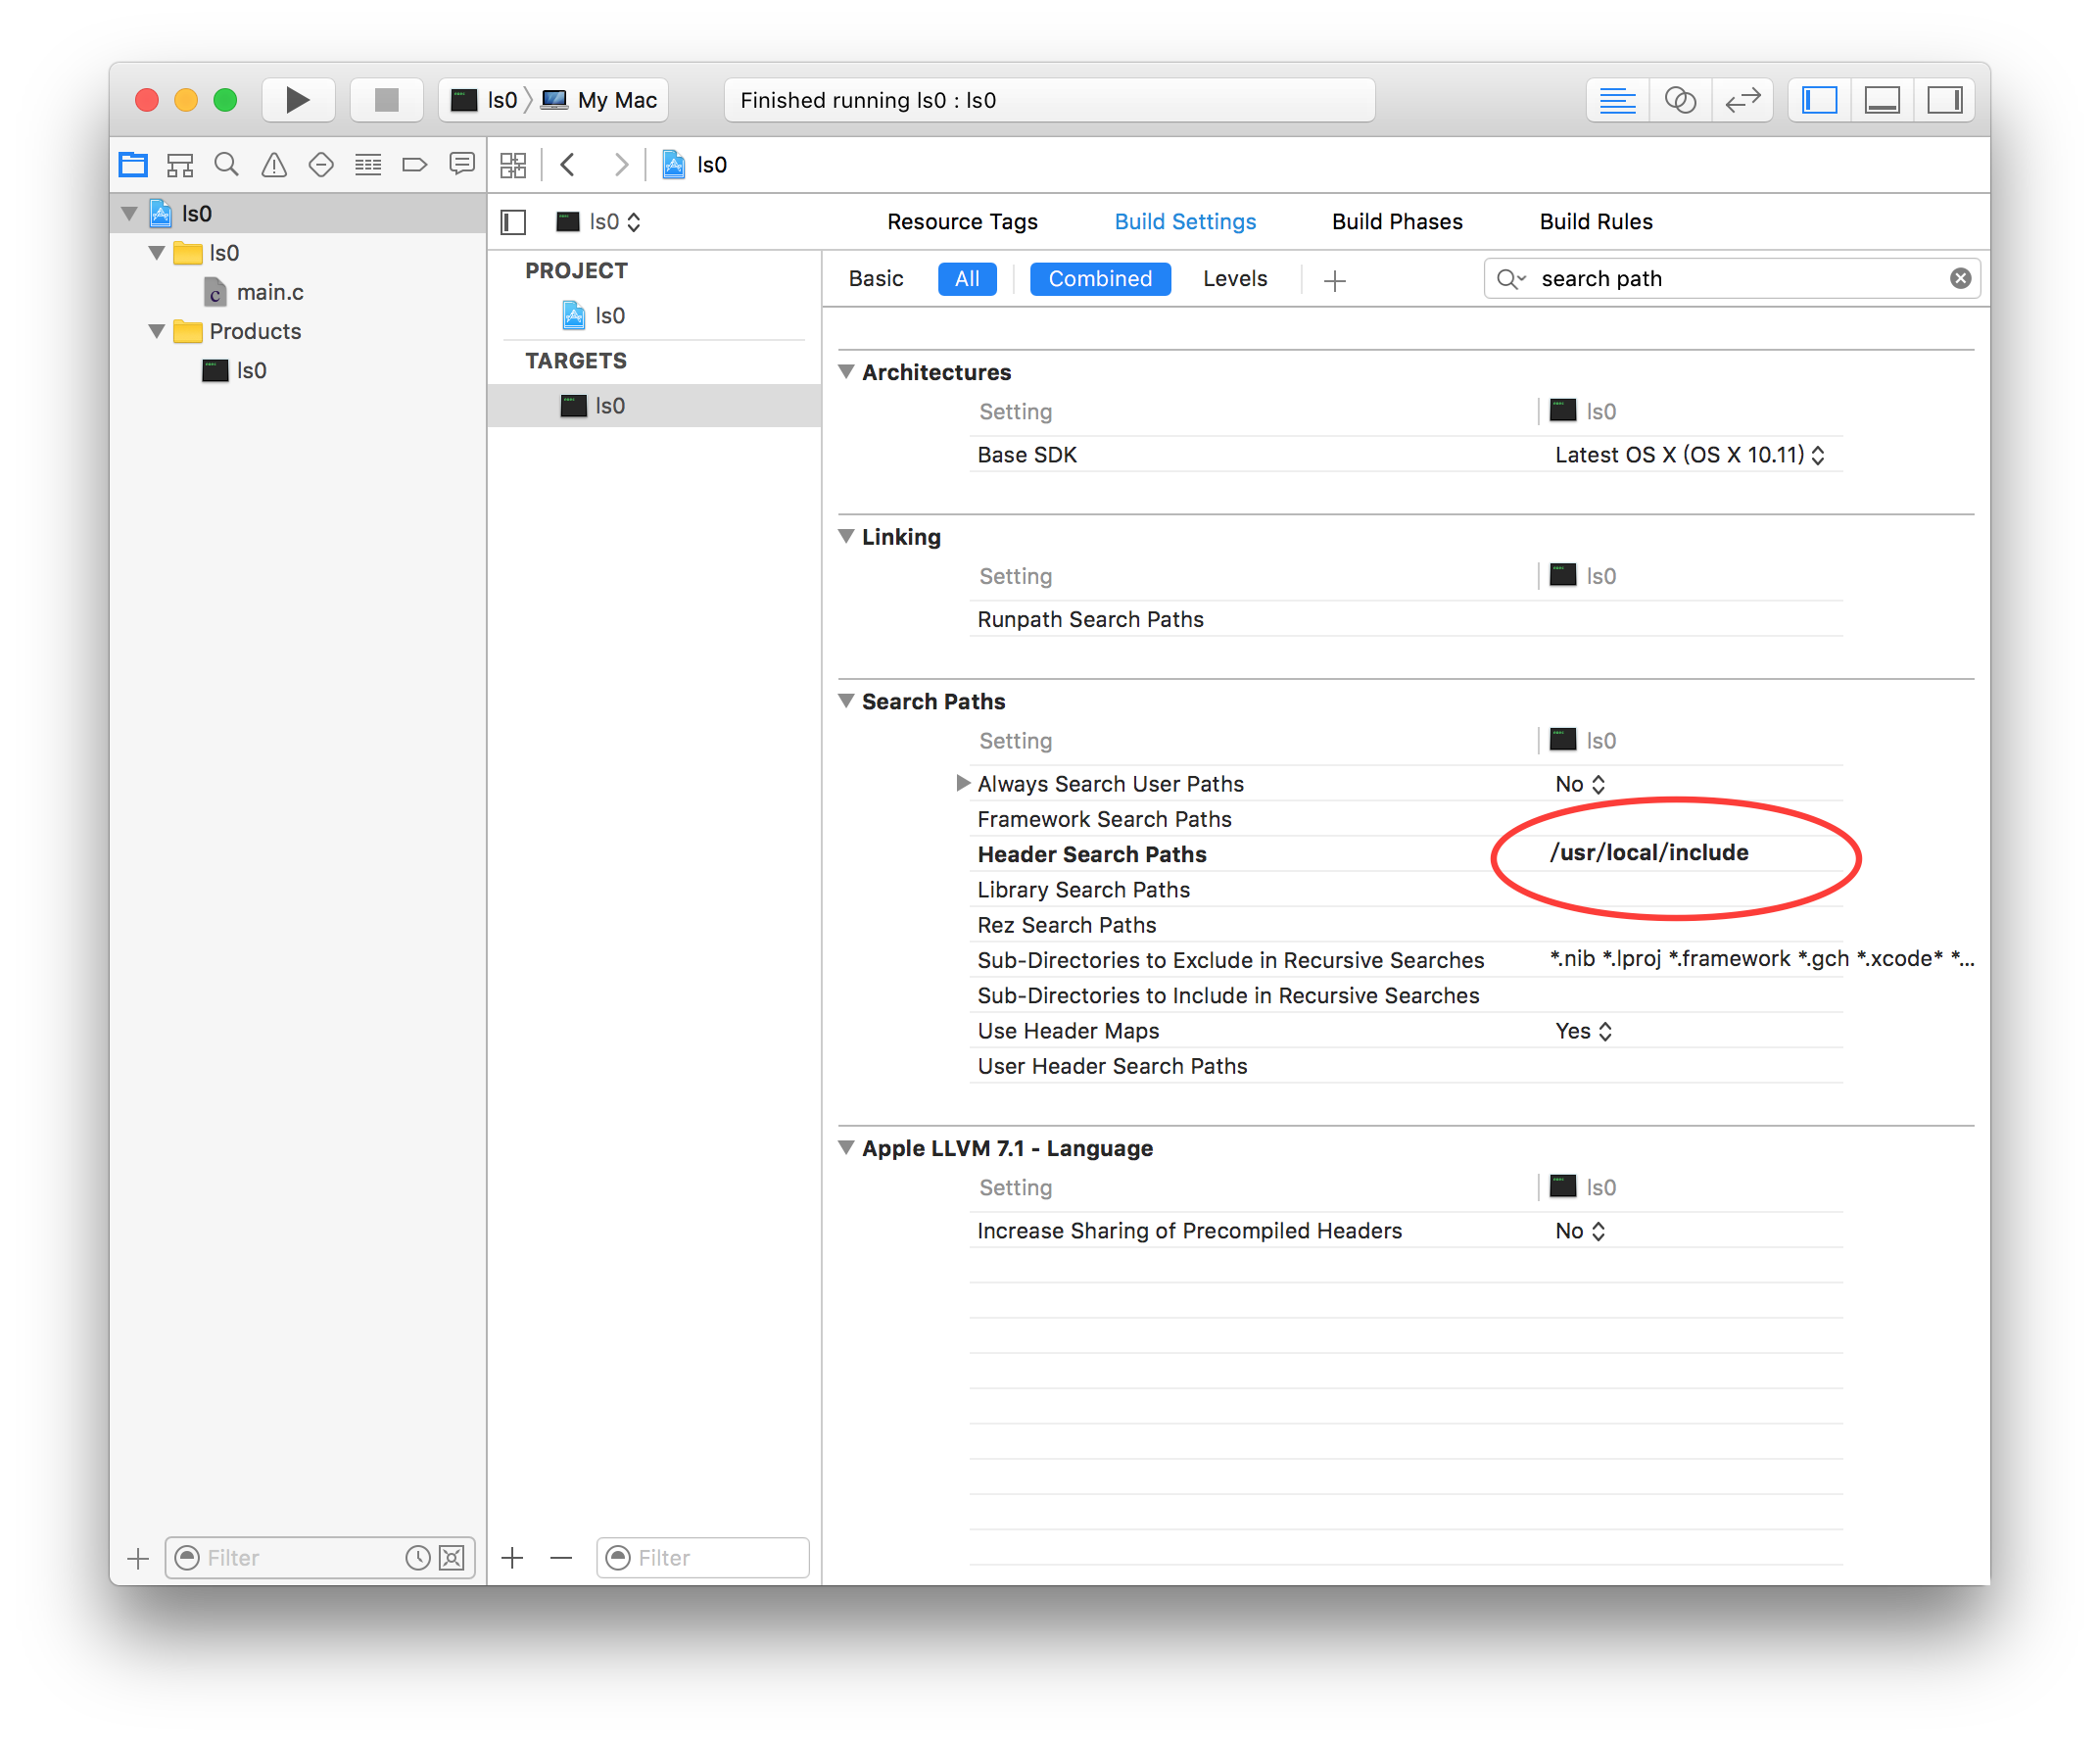 ls0 My Mac
Finished running ls0 : ls0
ls0
ls0
ls0
main.c
Products
ls0
ls0
Resource Tags
Build Settings
Build Phases
Build Rules
PROJECT
ls0
TARGETS
ls0
Basic
All
Combined
Levels
search path
Architectures
Setting ls0
Base SDK Latest OS X (OS X 10.11)
Linking
Setting ls0
Runpath Search Paths
Search Paths
Setting ls0
Always Search User Paths No
Framework Search Paths
Header Search Paths /usr/local/include
Library Search Paths
Rez Search Paths
Sub-Directories to Exclude in Recursive Searches *.nib *.lproj *.framework *.gch *.xcode* *...
Sub-Directories to Include in Recursive Searches
Use Header Maps Yes
User Header Search Paths
Apple LLVM 7.1 - Language
Setting ls0
Increase Sharing of Precompiled Headers No
Filter
Filter